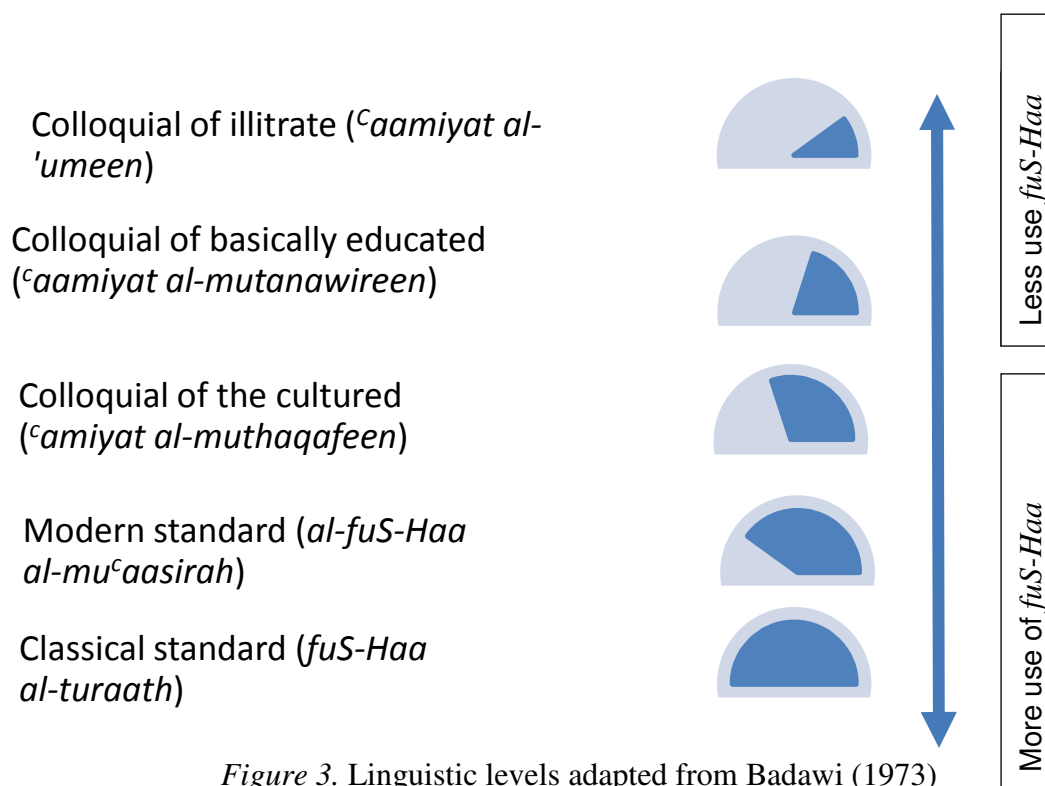 Colloquial of illitrate (ᶜaamiyat al-
'umeen)
Colloquial of basically educated
(ᶜaamiyat al-mutanawireen)
Colloquial of the cultured
(ᶜamiyat al-muthaqafeen)
Modern standard (al-fuS-Haa
al-muᶜaasirah)
Classical standard (fuS-Haa
al-turaath)
Less use fuS-Haa
More use of fuS-Haa
Figure 3. Linguistic levels adapted from Badawi (1973)